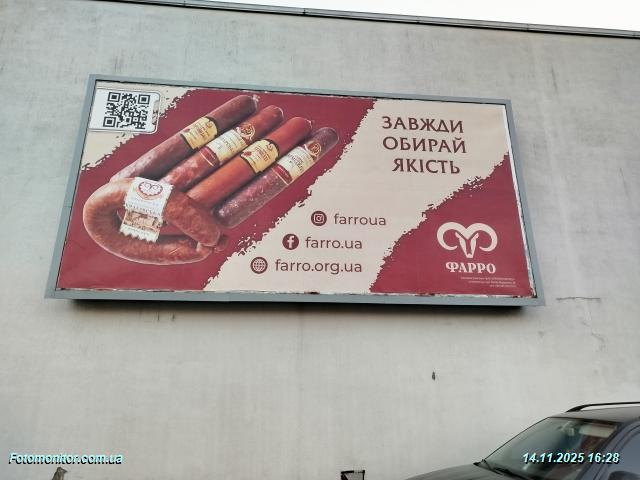 ЗАВЖДИ
ОБИРАЙ
ЯКІСТЬ
farroua
farro.ua
farro.org.ua
ФАРРО
Fotomonitor.com.ua
14.11.2025 16:28